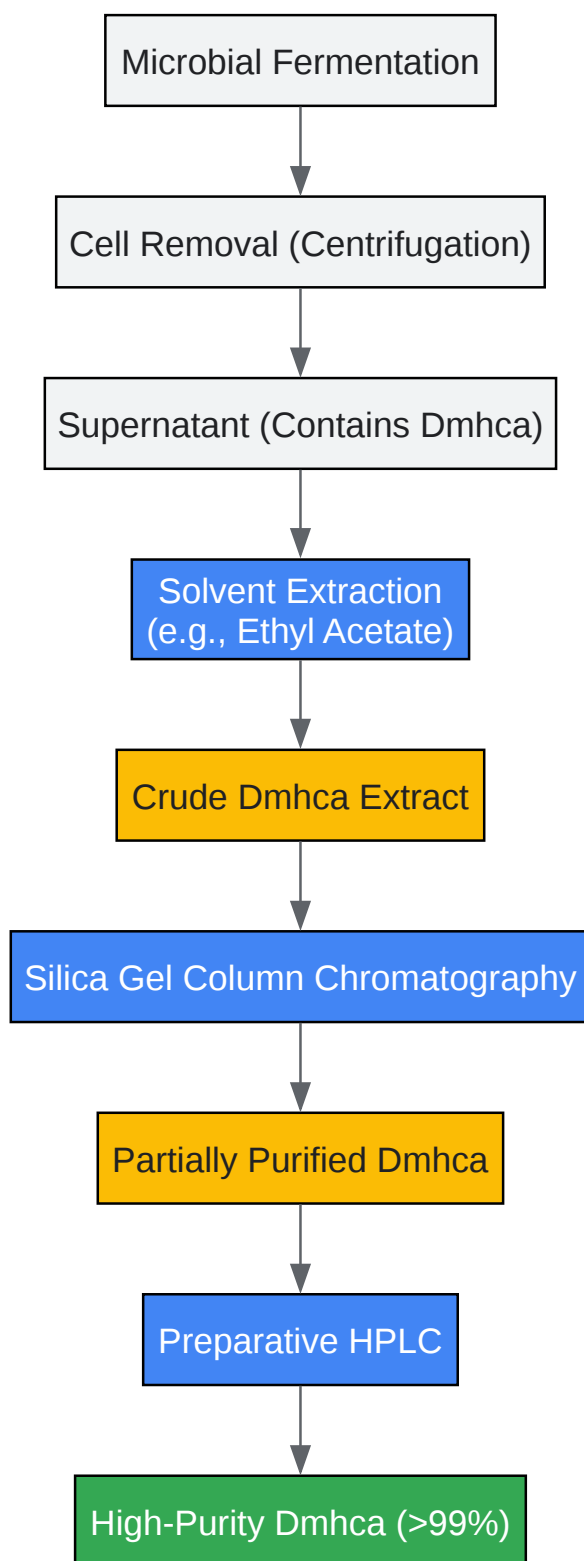 Microbial Fermentation
Cell Removal (Centrifugation)
Supernatant (Contains Dmhca)
Solvent Extraction
(e.g., Ethyl Acetate)
Crude Dmhca Extract
Silica Gel Column Chromatography
Partially Purified Dmhca
Preparative HPLC
High-Purity Dmhca (>99%)